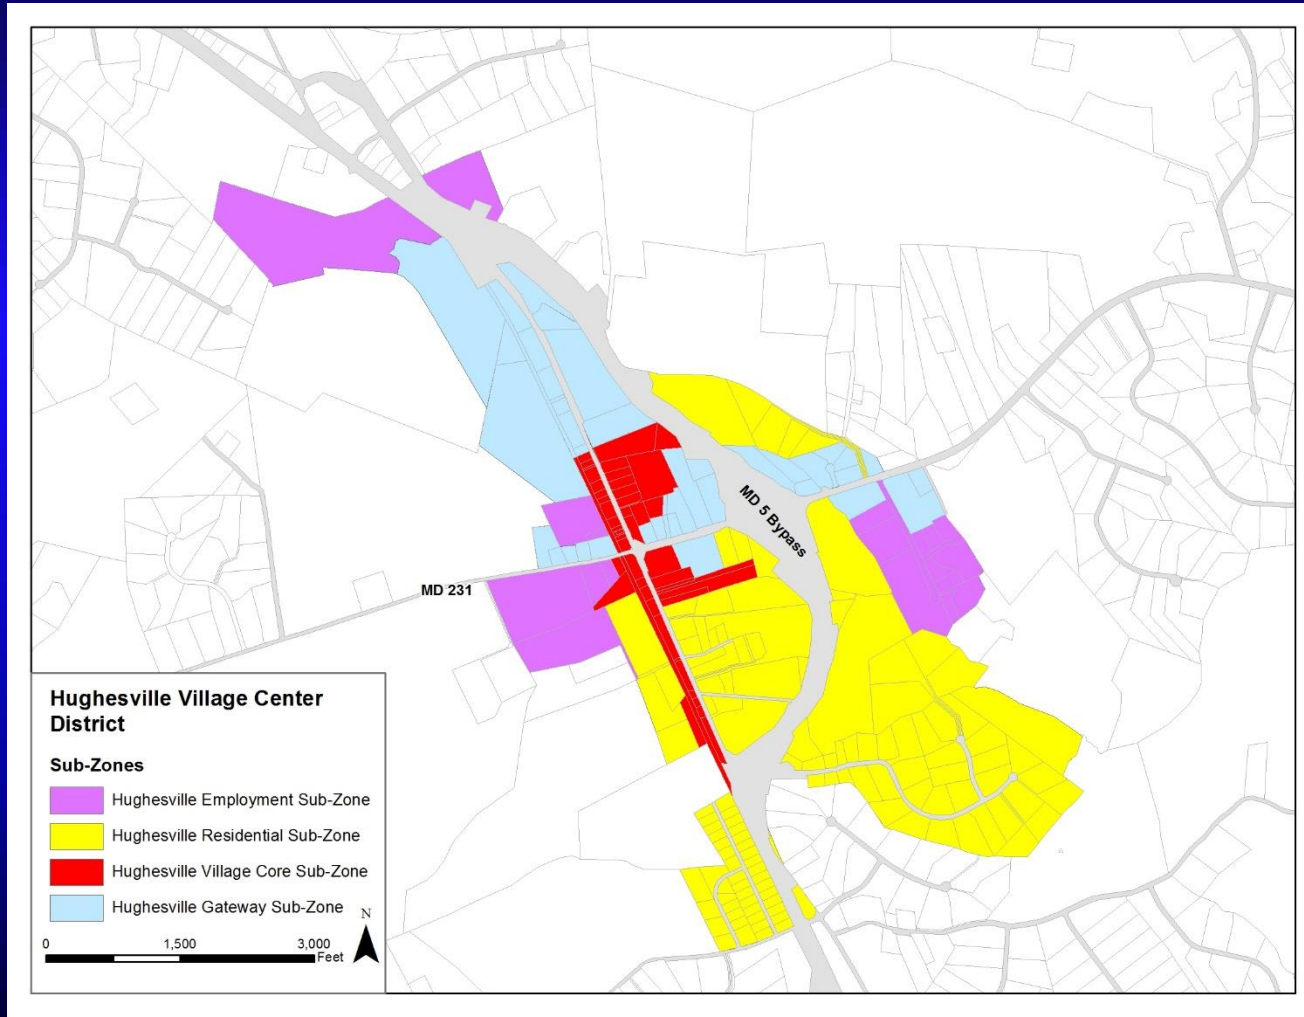 MD 5 Bypass
MD 231
Hughesville Village Center
District
Sub-Zones
Hughesville Employment Sub-Zone
Hughesville Residential Sub-Zone
Hughesville Village Core Sub-Zone
Hughesville Gateway Sub-Zone
N
0 1,500 3,000
Feet